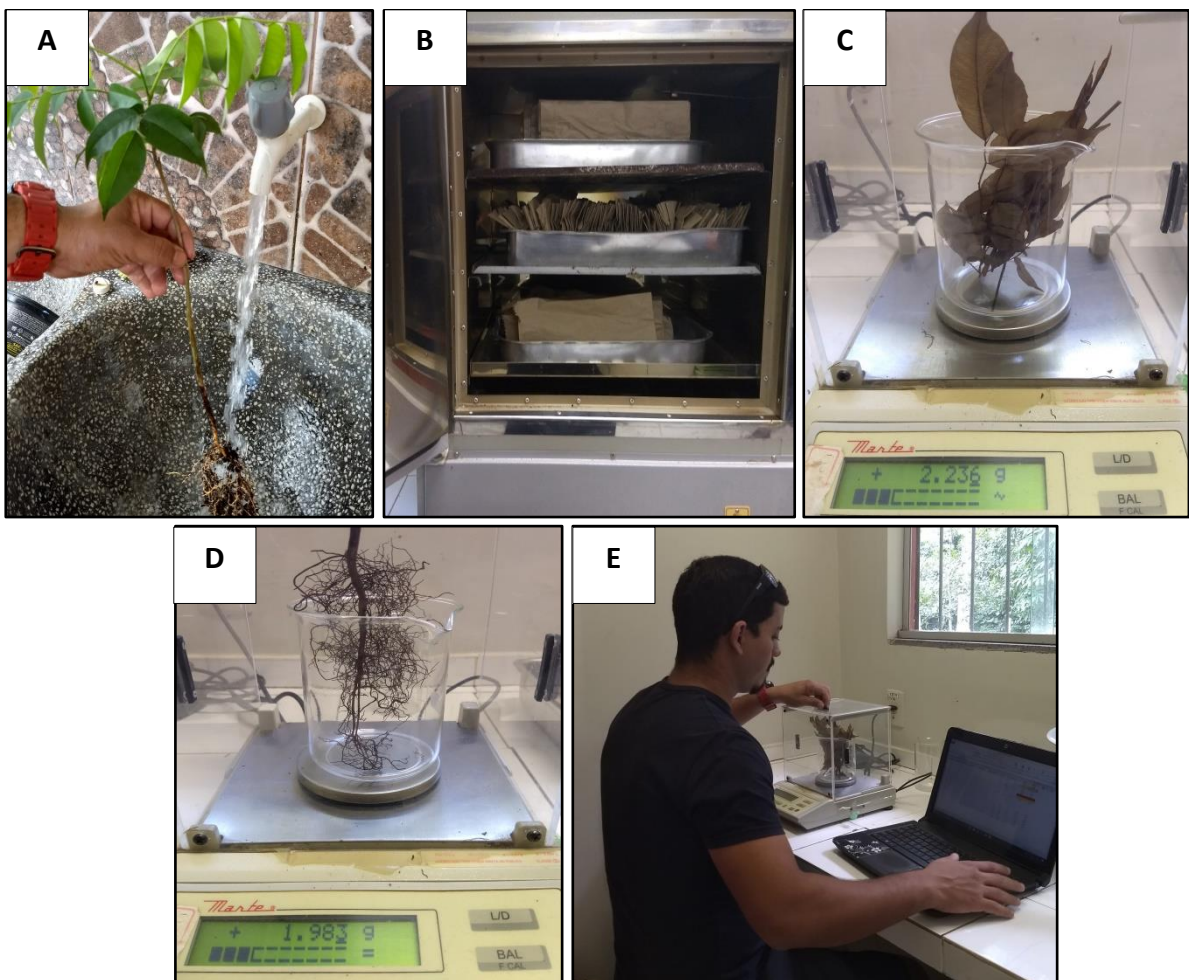 A
B
C
Marte
+ 2.236 g
L/D
BAL
F CAL
D
E
Marte
+ 1.983 g =
L/D
BAL
F CAL